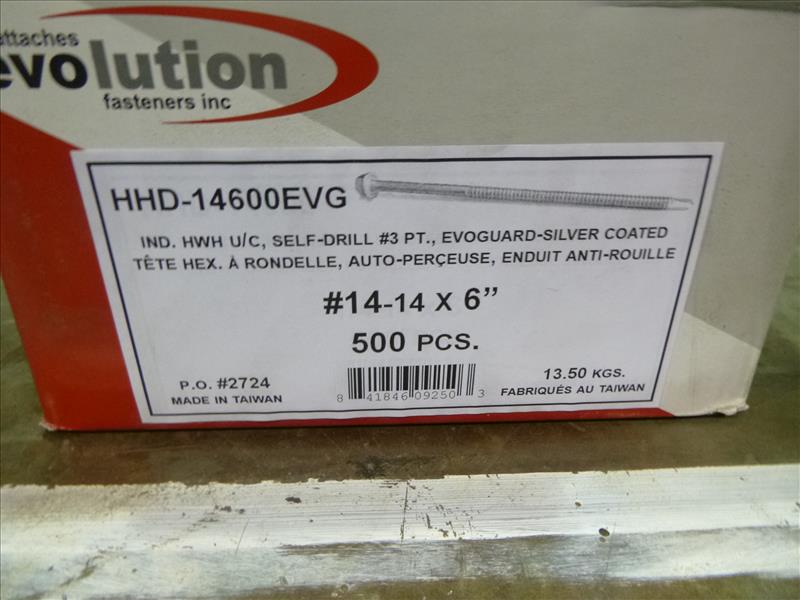 attaches
evolution
fasteners inc
HHD-14600EVG
IND. HWH U/C, SELF-DRILL #3 PT., EVOGUARD-SILVER COATED
TÊTE HEX. À RONDELLE, AUTO-PERÇEUSE, ENDUIT ANTI-ROUILLE
#14-14 X 6”
500 PCS.
P.O. #2724
MADE IN TAIWAN
8 41846 09250 3
13.50 KGS.
FABRIQUÉS AU TAIWAN